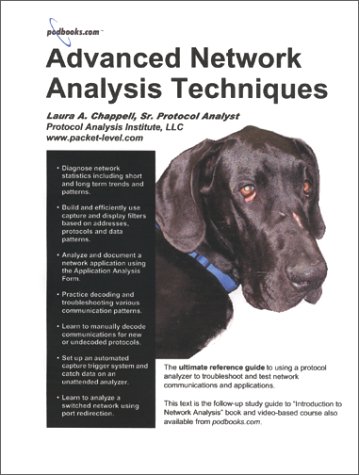 podbooks.com™
Advanced Network
Analysis Techniques
Laura A. Chappell, Sr. Protocol Analyst
Protocol Analysis Institute, LLC
www.packet-level.com
• Diagnose network
statistics including short
and long term trends and
patterns.
• Build and efficiently use
capture and display filters
based on addresses,
protocols and data
patterns.
• Analyze and document a
network application using
the Application Analysis
Form.
• Practice decoding and
troubleshooting various
communication patterns.
• Learn to manually decode
communications for new
or undecoded protocols.
• Set up an automated
capture trigger system and
catch data on an
unattended analyzer.
• Learn to analyze a
switched network using
port redirection.
The ultimate reference guide to using a protocol
analyzer to troubleshoot and test network
communications and applications.
This text is the follow-up study guide to "Introduction to
Network Analysis" book and video-based course also
available from podbooks.com.